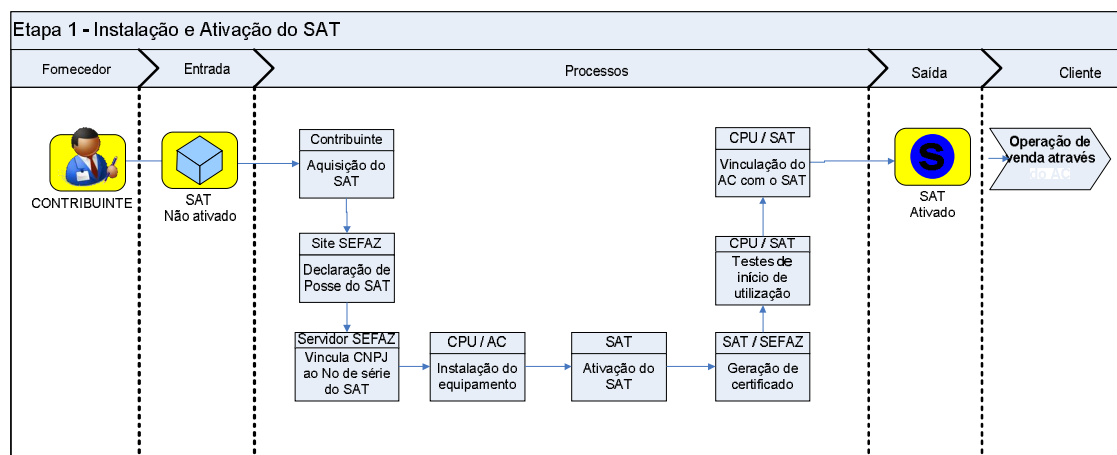 Etapa 1 - Instalação e Ativação do SAT
Fornecedor
Entrada
Processos
Saída
Cliente
CONTRIBUINTE
SAT
Não ativado
Contribuinte
Aquisição do
SAT
Site SEFAZ
Declaração de
Posse do SAT
Servidor SEFAZ
Vincula CNPJ
ao No de série
do SAT
CPU / AC
Instalação do
equipamento
SAT
Ativação do
SAT
SAT / SEFAZ
Geração de
certificado
CPU / SAT
Testes de
início de
utilização
CPU / SAT
Vinculação do
AC com o SAT
S
SAT
Ativado
Operação de
venda através
do AC